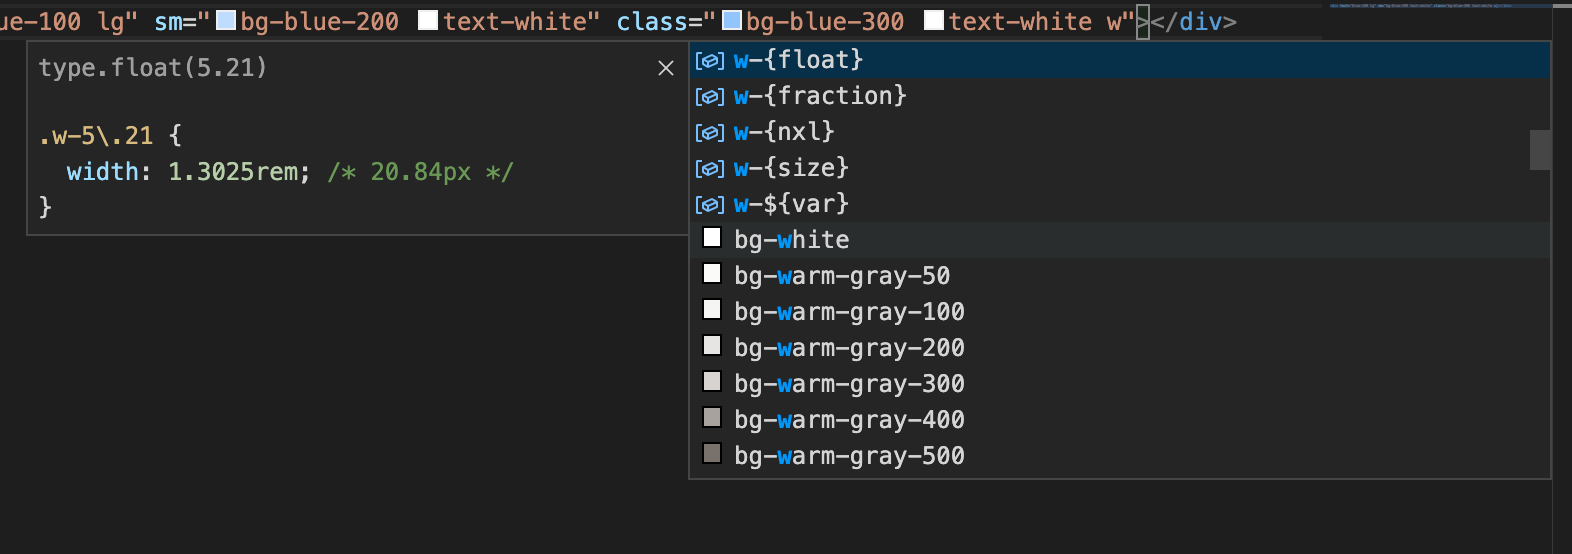 ue-100 lg" sm="bg-blue-200 text-white" class="bg-blue-300 text-white w"></div>
type.float(5.21)
.w-5\.21 {
width: 1.3025rem; /* 20.84px */
}
w-{float}
w-{fraction}
w-{nxl}
w-{size}
w-${var}
bg-white
bg-warm-gray-50
bg-warm-gray-100
bg-warm-gray-200
bg-warm-gray-300
bg-warm-gray-400
bg-warm-gray-500